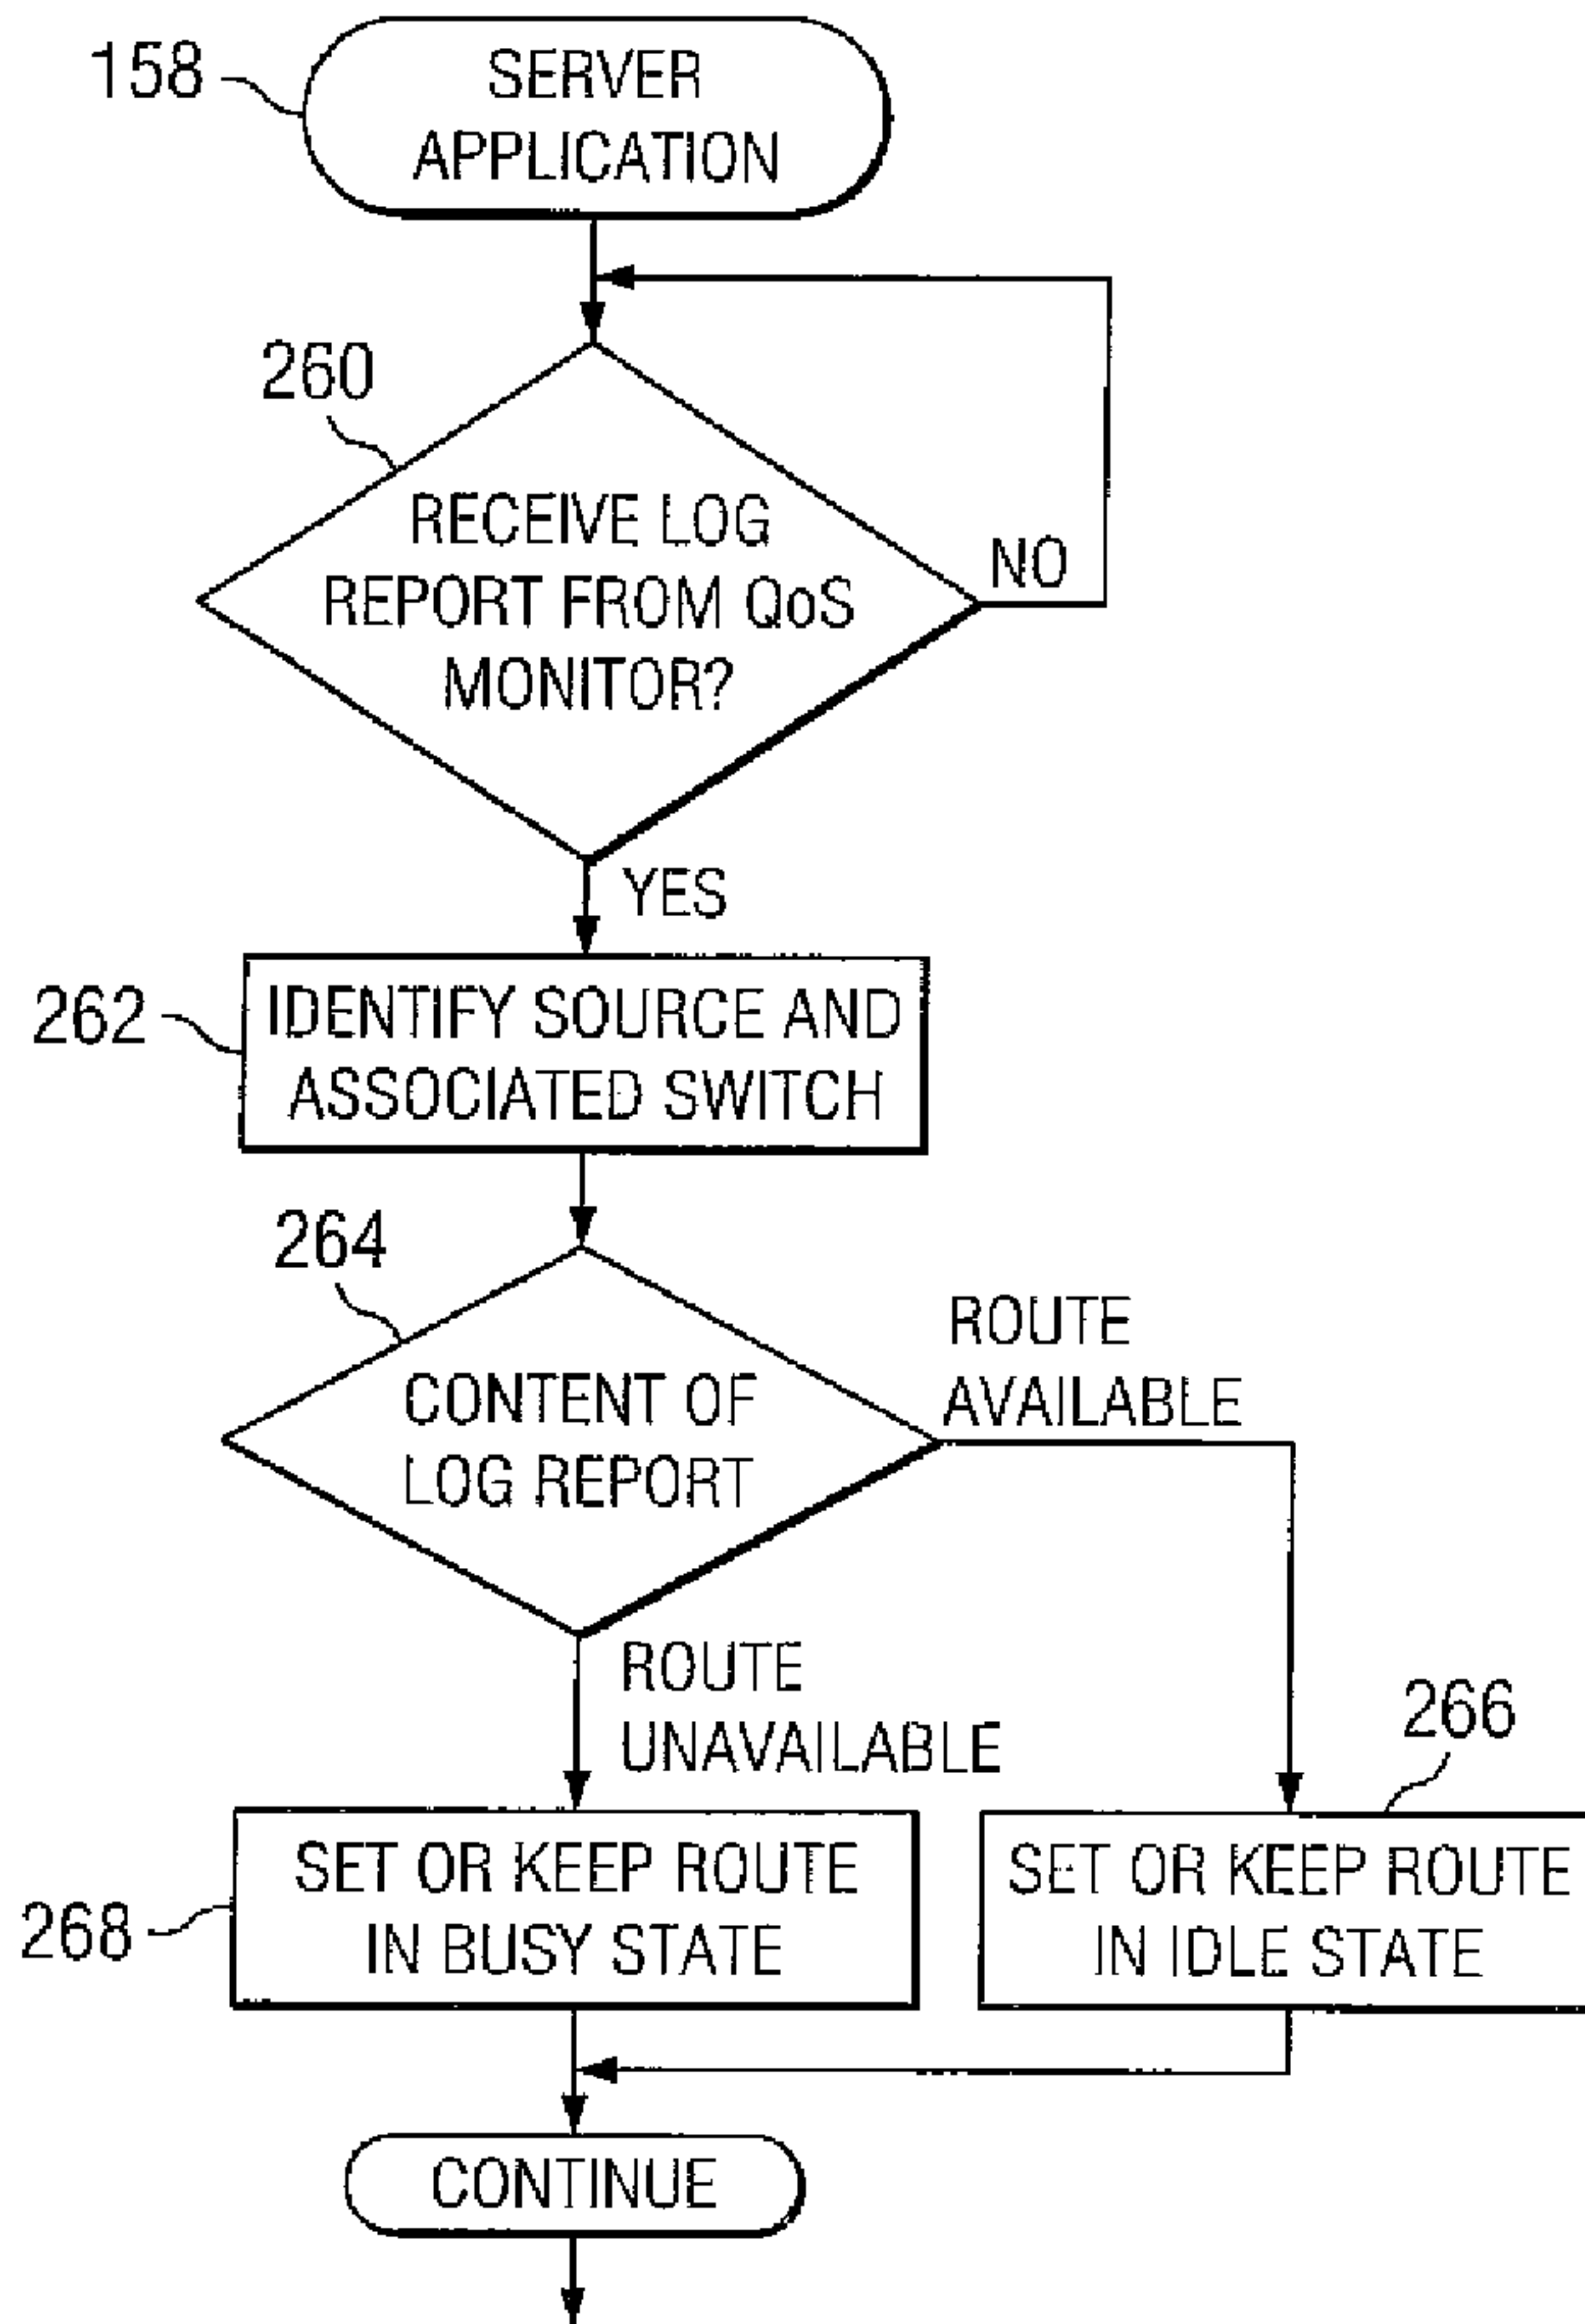 158
SERVER
APPLICATION
260
RECEIVE LOG
REPORT FROM QoS
MONITOR?
NO
YES
262
IDENTIFY SOURCE AND
ASSOCIATED SWITCH
264
CONTENT OF
LOG REPORT
ROUTE
AVAILABLE
ROUTE
UNAVAILABLE
266
268
SET OR KEEP ROUTE
IN BUSY STATE
SET OR KEEP ROUTE
IN IDLE STATE
CONTINUE